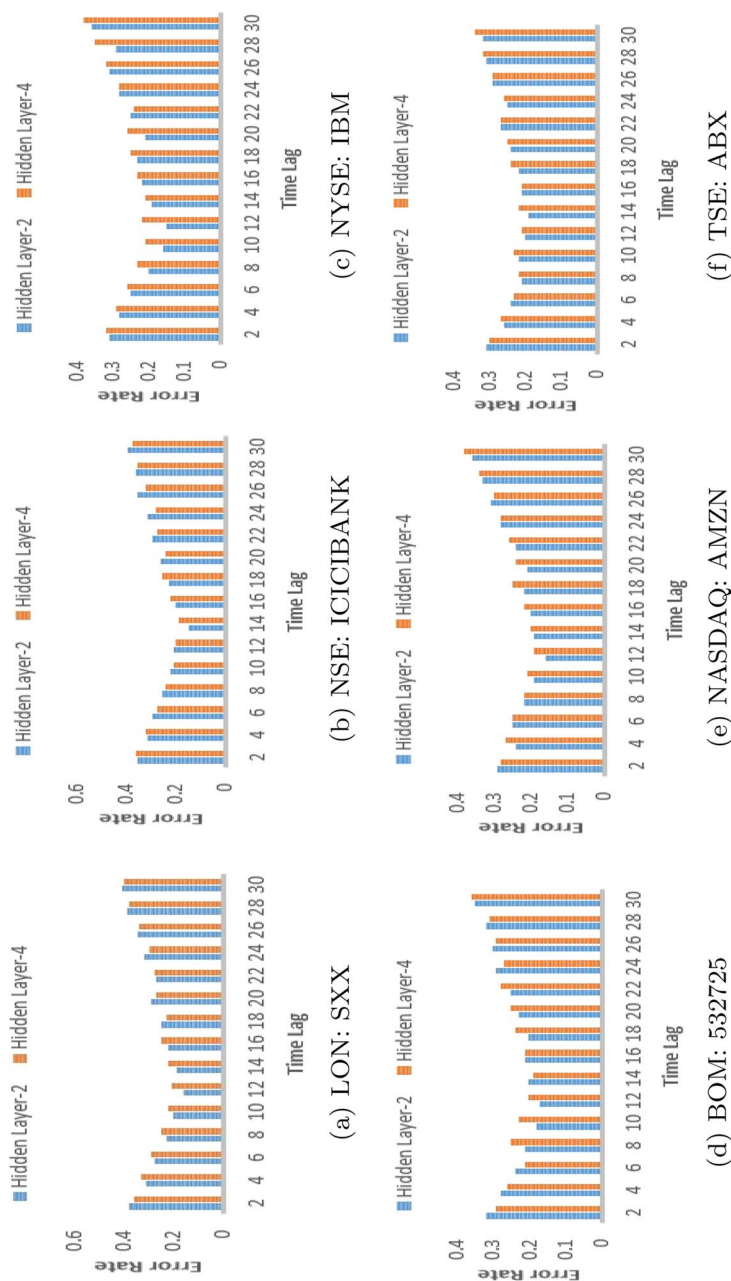 Hidden Layer-2 Hidden Layer-4
Error Rate
0.6
0.4
0.2
0
2 4 6 8 10 12 14 16 18 20 22 24 26 28 30
Time Lag
(a) LON: SXX
Hidden Layer-2 Hidden Layer-4
Error Rate
0.6
0.4
0.2
0
2 4 6 8 10 12 14 16 18 20 22 24 26 28 30
Time Lag
(b) NSE: ICICIBANK
Hidden Layer-2 Hidden Layer-4
Error Rate
0.4
0.3
0.2
0.1
0
2 4 6 8 10 12 14 16 18 20 22 24 26 28 30
Time Lag
(c) NYSE: IBM
Hidden Layer-2 Hidden Layer-4
Error Rate
0.4
0.3
0.2
0.1
0
2 4 6 8 10 12 14 16 18 20 22 24 26 28 30
Time Lag
(d) BOM: 532725
Hidden Layer-2 Hidden Layer-4
Error Rate
0.4
0.3
0.2
0.1
0
2 4 6 8 10 12 14 16 18 20 22 24 26 28 30
Time Lag
(e) NASDAQ: AMZN
Hidden Layer-2 Hidden Layer-4
Error Rate
0.4
0.3
0.2
0.1
0
2 4 6 8 10 12 14 16 18 20 22 24 26 28 30
Time Lag
(f) TSE: ABX